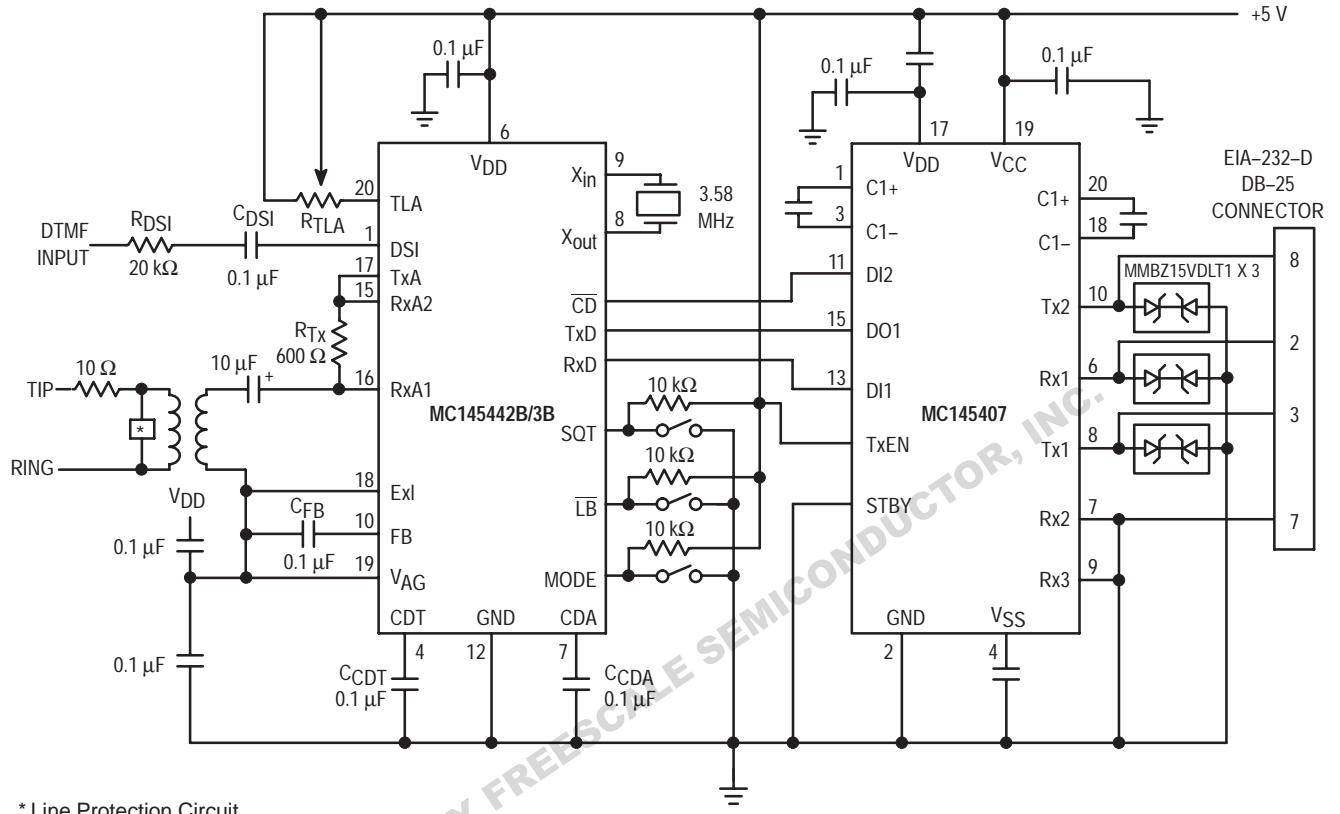 +5 V
0.1 µF
0.1 µF
0.1 µF
6
VDD
17
VDD
19
VCC
EIA–232–D
DB–25
CONNECTOR
20
TLA
RTLA
9
Xin
8
Xout
3.58
MHz
1
C1+
3
C1–
20
C1+
18
C1–
DTMF
INPUT
RDSI
20 kΩ
CDSI
0.1 µF
1
DSI
17
TxA
15
RxA2
RTx
600 Ω
CD
TxD
RxD
11
DI2
15
DO1
13
DI1
MMBZ15VDLT1 X 3
Tx2
10
8
Rx1
6
2
Tx1
8
3
TIP
10 Ω
*
RING
10 µF
+
16
RxA1
MC145442B/3B
MC145407
SQT
10 kΩ
LB
10 kΩ
MODE
10 kΩ
TxEN
STBY
Rx2
7
7
Rx3
9
VDD
0.1 µF
0.1 µF
18
ExI
CFB
0.1 µF
10
FB
19
VAG
CDT
4
GND
12
CDA
7
CCDT
0.1 µF
CCDA
0.1 µF
GND
2
VSS
4
FREESCALE SEMICONDUCTOR, INC.
* Line Protection Circuit